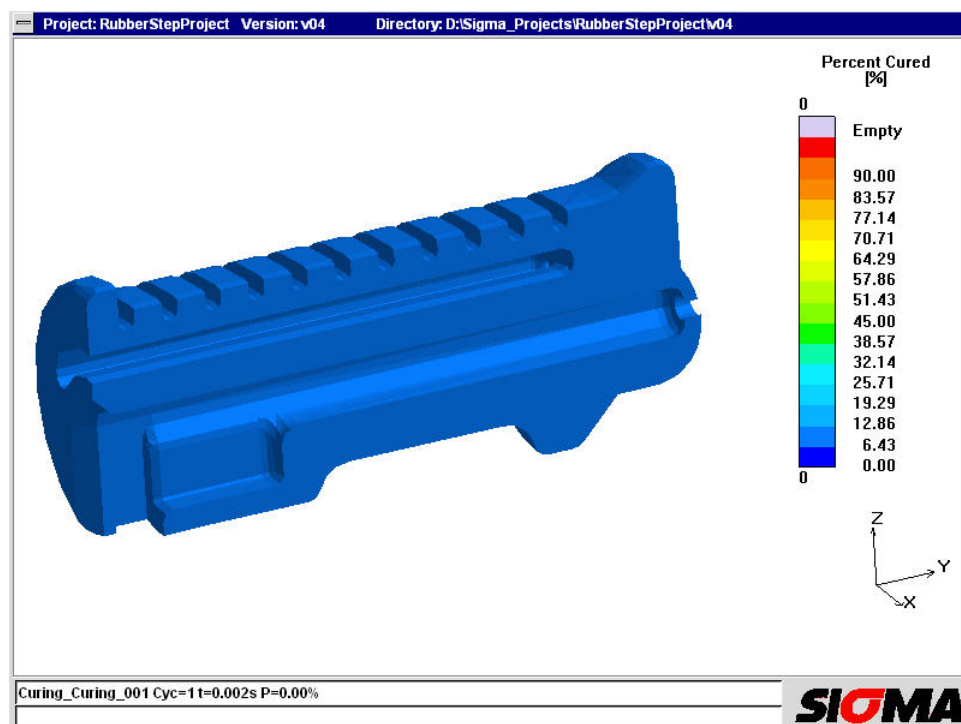 Project: RubberStepProject Version: v04 Directory: D:\Sigma_Projects\RubberStepProject\v04
Percent Cured
[%]
0
Empty
90.00
83.57
77.14
70.71
64.29
57.86
51.43
45.00
38.57
32.14
25.71
19.29
12.86
6.43
0.00
0
Z
Y
X
Curing_Curing_001 Cyc=1 t=0.002s P=0.00%
SIGMA